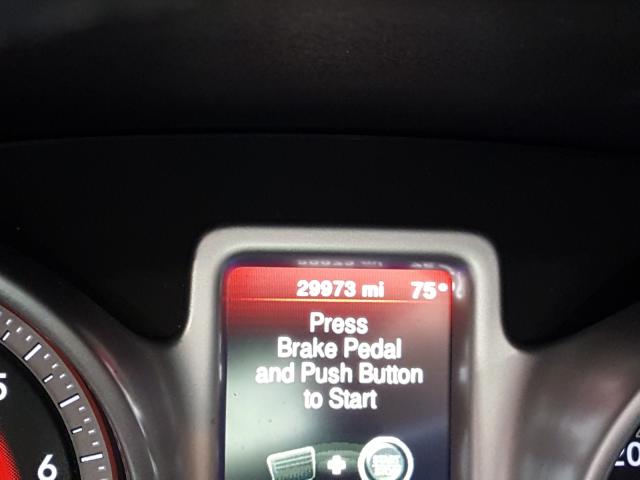 29973 mi 75°
Press
Brake Pedal
and Push Button
to Start
5
6